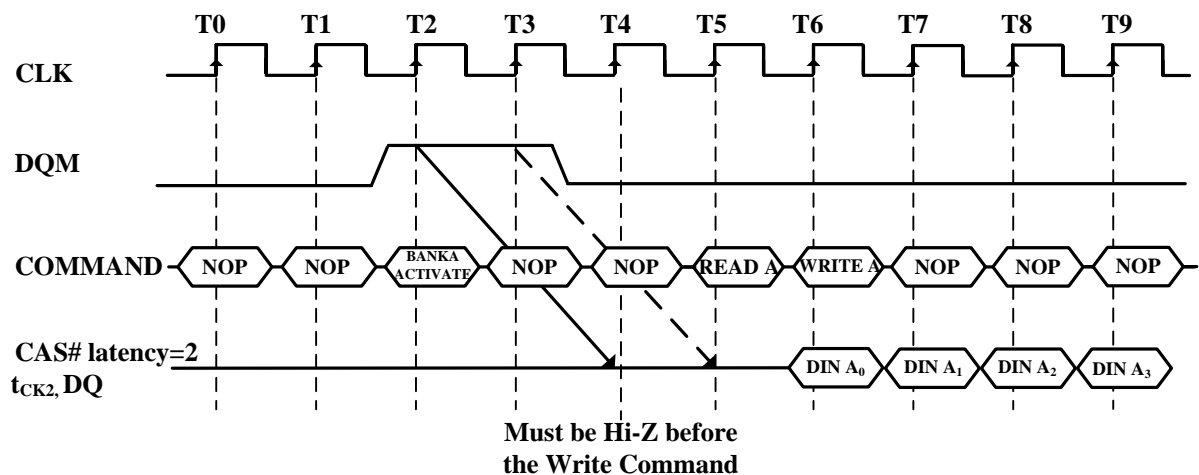 T0 T1 T2 T3 T4 T5 T6 T7 T8 T9
CLK
DQM
COMMAND NOP NOP BANKA ACTIVATE NOP NOP READ A WRITE A NOP NOP NOP
CAS# latency=2
tCK2, DQ DIN A0 DIN A1 DIN A2 DIN A3
Must be Hi-Z before
the Write Command